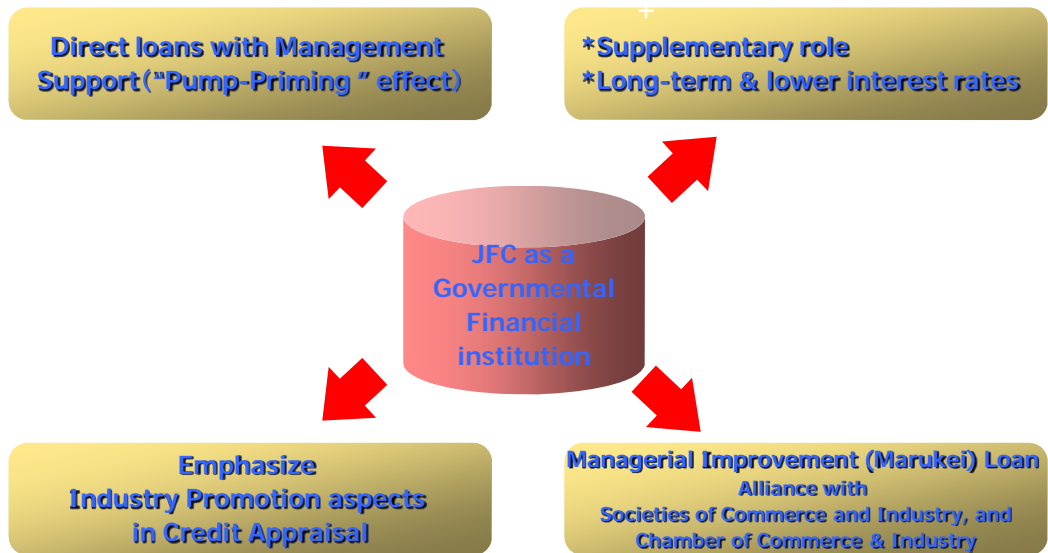 Direct loans with Management
Support(“Pump-Priming ” effect)
+
*Supplementary role
*Long-term & lower interest rates
JFC as a
Governmental
Financial
institution
Emphasize
Industry Promotion aspects
in Credit Appraisal
Managerial Improvement (Marukei) Loan
Alliance with
Societies of Commerce and Industry, and
Chamber of Commerce & Industry